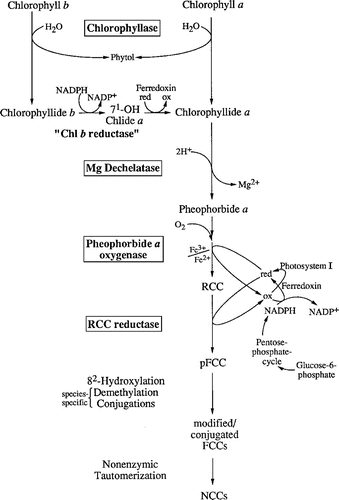 Chlorophyll b
Chlorophyll a
H2O
Chlorophyllase
H2O
Phytol
NADPH
NADP+
Ferredoxin
red ox
Chlorophyllide b
7¹-OH
Chlide a
Chlorophyllide a
"Chl b reductase"
2H+
Mg Dechelatase
Mg2+
Pheophorbide a
O2
Pheophorbide a
oxygenase
Fe3+
Fe2+
Photosystem I
red
RCC
Ferredoxin
ox
NADPH
NADP+
RCC reductase
Pentose-
phosphate-
cycle
Glucose-6-
phosphate
pFCC
8²-Hydroxylation
species-
specific
Demethylation
Conjugations
modified/
conjugated
FCCs
Nonenzymic
Tautomerization
NCCs